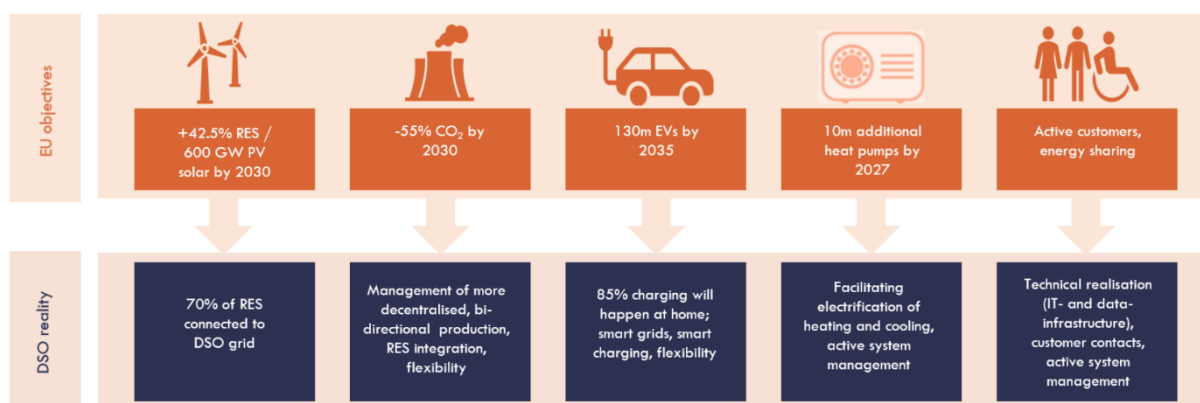 EU objectives
+42.5% RES /
600 GW PV
solar by 2030
-55% CO₂ by
2030
130m EVs by
2035
10m additional
heat pumps by
2027
Active customers,
energy sharing
DSO reality
70% of RES
connected to
DSO grid
Management of more
decentralised, bi-
directional production,
RES integration,
flexibility
85% charging will
happen at home;
smart grids, smart
charging, flexibility
Facilitating
electrification of
heating and cooling,
active system
management
Technical realisation
(IT- and data-
infrastructure),
customer contacts,
active system
management